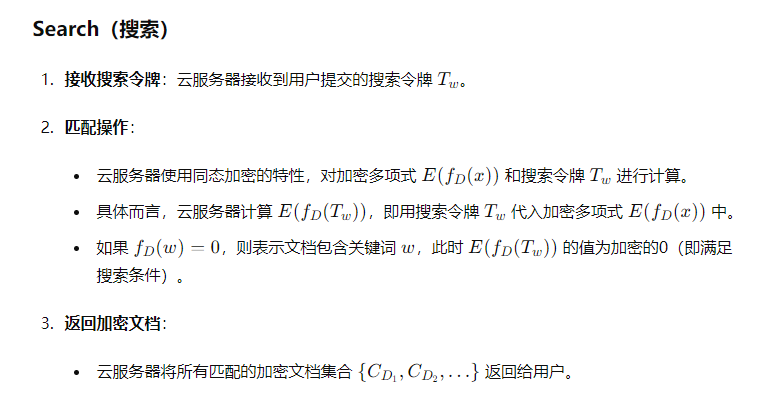 Search（搜索）
1. 接收搜索令牌：云服务器接收到用户提交的搜索令牌 $T_w$。
2. 匹配操作：
• 云服务器使用同态加密的特性，对加密多项式 $E(f_D(x))$ 和搜索令牌 $T_w$ 进行计算。
• 具体而言，云服务器计算 $E(f_D(T_w))$，即用搜索令牌 $T_w$ 代入加密多项式 $E(f_D(x))$ 中。
• 如果 $f_D(w) = 0$，则表示文档包含关键词 $w$，此时 $E(f_D(T_w))$ 的值为加密的0（即满足
搜索条件）。
3. 返回加密文档：
• 云服务器将所有匹配的加密文档集合 $\{C_{D_1}, C_{D_2}, \ldots\}$ 返回给用户。